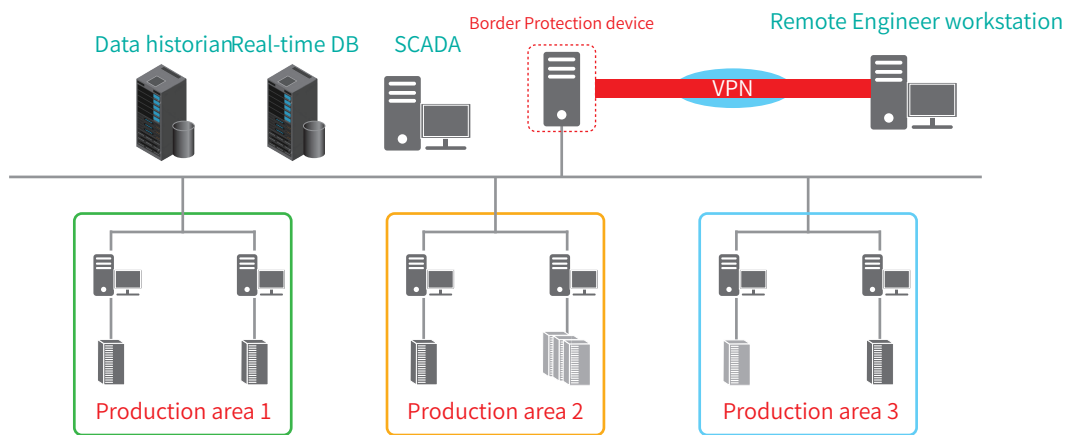 Border Protection device
Remote Engineer workstation
Data historian
Real-time DB
SCADA
VPN
Production area 1
Production area 2
Production area 3